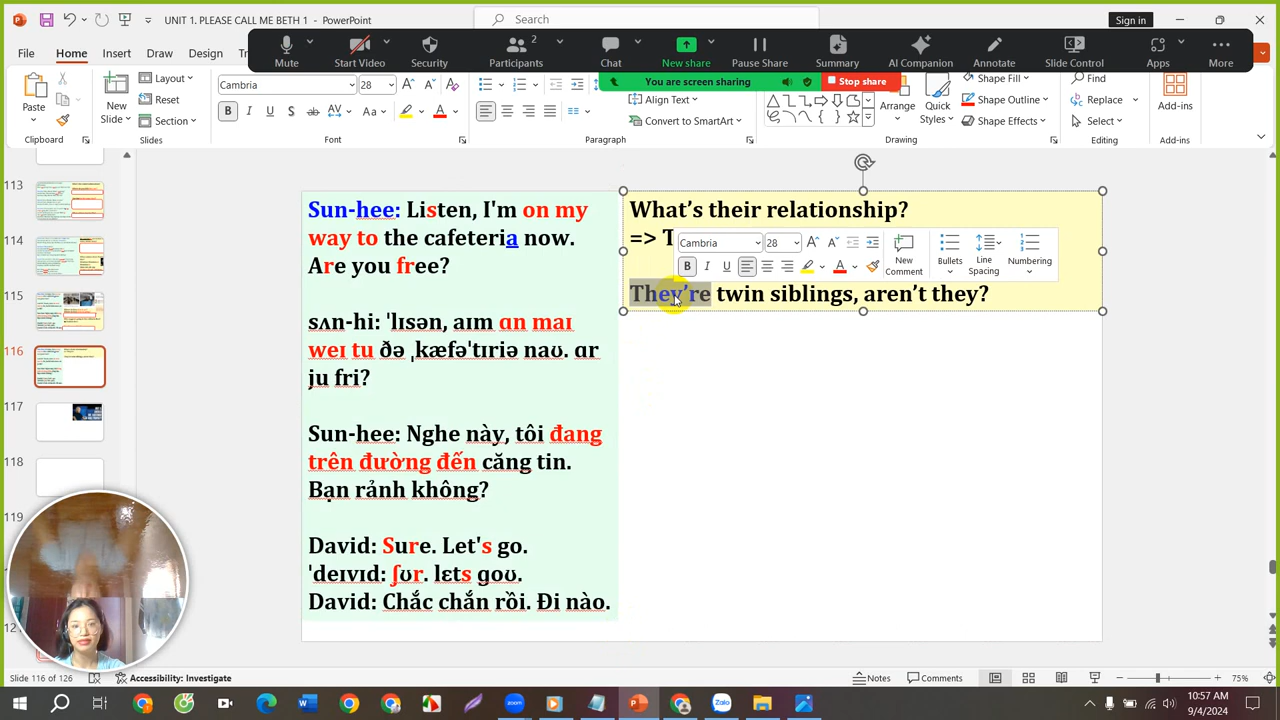 UNIT 1. PLEASE CALL ME BETH 1 - PowerPoint
Search
Sign in
File
Home
Insert
Draw
Design
Mute
Start Video
Security
Participants
2
Chat
New share
Pause Share
Summary
AI Companion
Annotate
Slide Control
Apps
More
You are screen sharing
Stop share
Paste
New Slide
Layout
Reset
Section
Cambria
28
Align Text
Convert to SmartArt
Arrange
Quick Styles
Shape Fill
Shape Outline
Shape Effects
Find
Replace
Select
Add-ins
Clipboard
Slides
Font
Paragraph
Drawing
Editing
Add-ins
113
114
115
116
117
118
119
Sun-hee: Listen, I'm on my
way to the cafeteria now.
Are you free?
sʌn-hi: ˈlɪsən, aɪm ɑn maɪ
weɪ tu ðə ˌkæfəˈtɪriə naʊ. ɑr
ju fri?
Sun-hee: Nghe này, tôi đang
trên đường đến căng tin.
Bạn rảnh không?
David: Sure. Let's go.
ˈdeɪvɪd: ʃʊr. lɛts goʊ.
David: Chắc chắn rồi. Đi nào.
What’s their relationship?
=> T
Cambria
28
New Comment
Bullets
Line Spacing
Numbering
They’re twin siblings, aren’t they?
Slide 116 of 126
Accessibility: Investigate
Notes
Comments
75%
zoom
Zalo
10:57 AM
9/4/2024